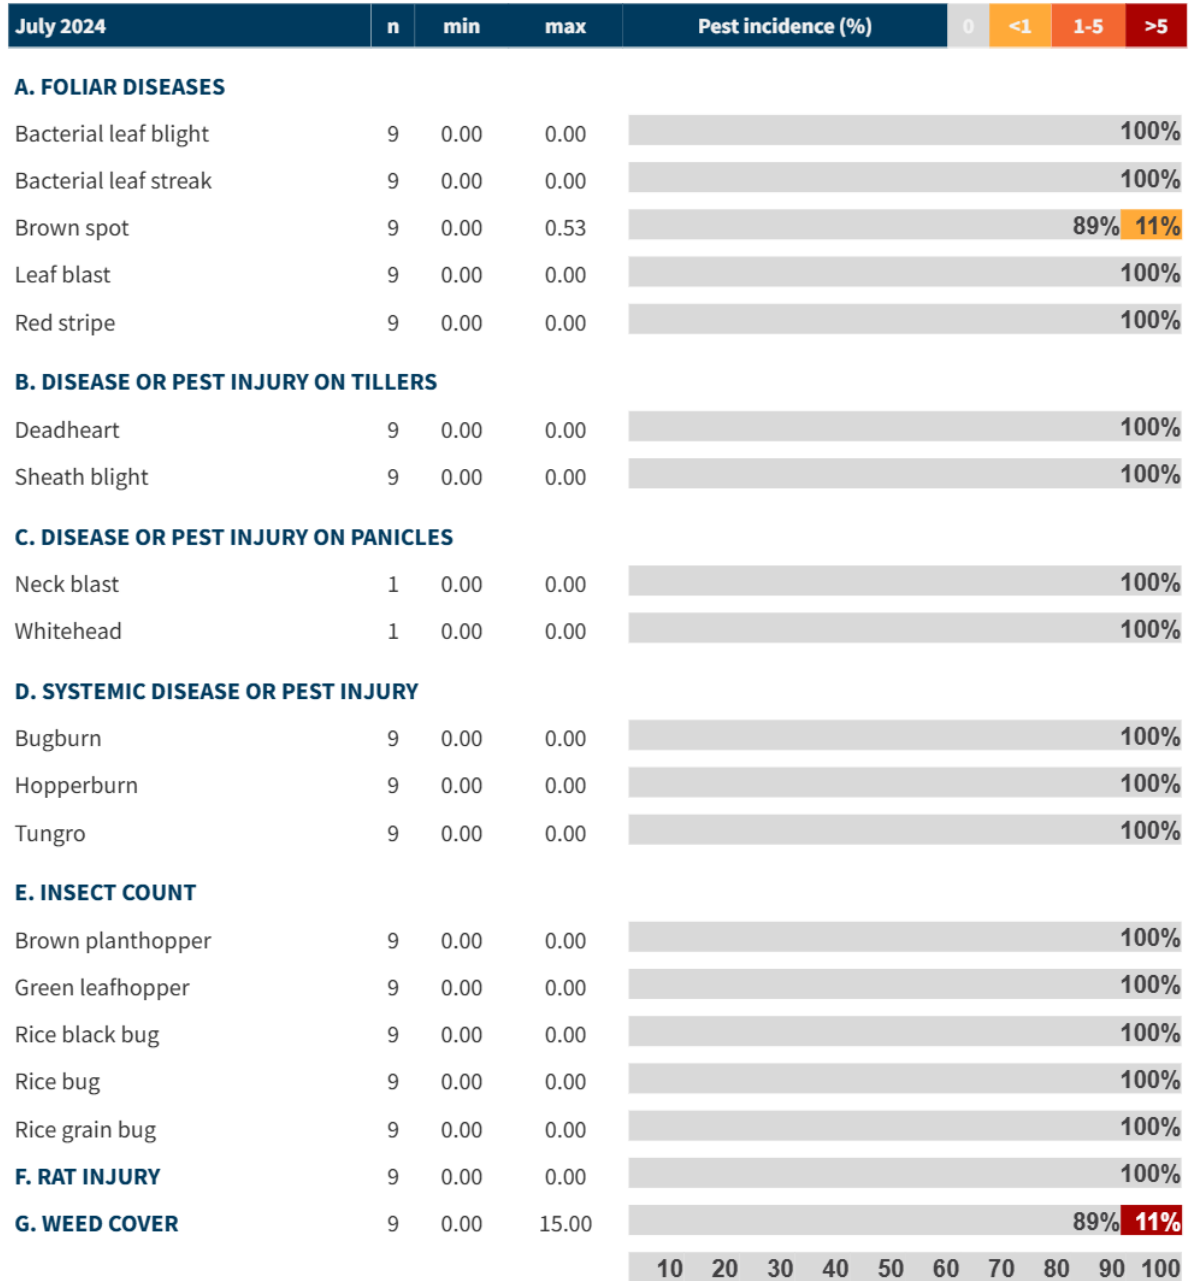 July 2024 n min max Pest incidence (%) 0 <1 1-5 >5
A. FOLIAR DISEASES
Bacterial leaf blight 9 0.00 0.00 100%
Bacterial leaf streak 9 0.00 0.00 100%
Brown spot 9 0.00 0.53 89% 11%
Leaf blast 9 0.00 0.00 100%
Red stripe 9 0.00 0.00 100%
B. DISEASE OR PEST INJURY ON TILLERS
Deadheart 9 0.00 0.00 100%
Sheath blight 9 0.00 0.00 100%
C. DISEASE OR PEST INJURY ON PANICLES
Neck blast 1 0.00 0.00 100%
Whitehead 1 0.00 0.00 100%
D. SYSTEMIC DISEASE OR PEST INJURY
Bugburn 9 0.00 0.00 100%
Hopperburn 9 0.00 0.00 100%
Tungro 9 0.00 0.00 100%
E. INSECT COUNT
Brown planthopper 9 0.00 0.00 100%
Green leafhopper 9 0.00 0.00 100%
Rice black bug 9 0.00 0.00 100%
Rice bug 9 0.00 0.00 100%
Rice grain bug 9 0.00 0.00 100%
F. RAT INJURY 9 0.00 0.00 100%
G. WEED COVER 9 0.00 15.00 89% 11%
10 20 30 40 50 60 70 80 90 100